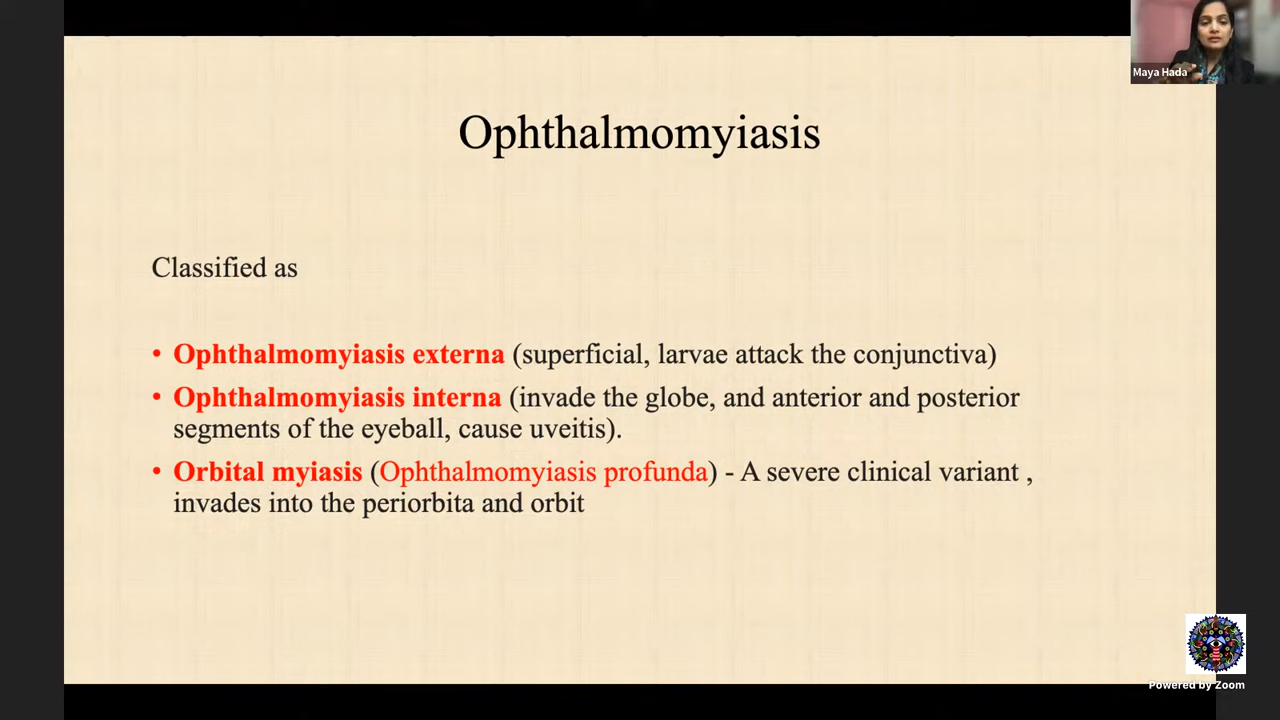 Maya Hada
Ophthalmomyiasis
Classified as
• Ophthalmomyiasis externa (superficial, larvae attack the conjunctiva)
• Ophthalmomyiasis interna (invade the globe, and anterior and posterior
segments of the eyeball, cause uveitis).
• Orbital myiasis (Ophthalmomyiasis profunda) - A severe clinical variant ,
invades into the periorbita and orbit
Powered by Zoom